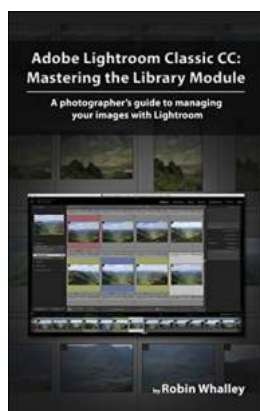 Adobe Lightroom Classic CC:
Mastering the Library Module
A photographer's guide to managing
your images with Lightroom
by Robin Whalley